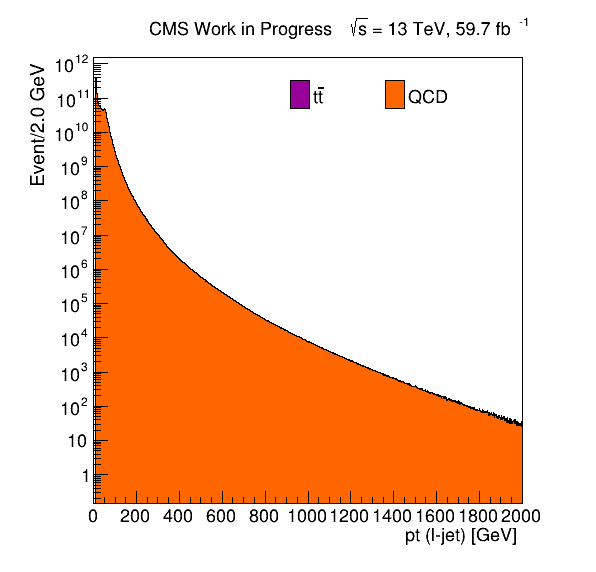 CMS Work in Progress √s = 13 TeV, 59.7 fb⁻¹
Event/2.0 GeV
10¹²
10¹¹
10¹⁰
10⁹
10⁸
10⁷
10⁶
10⁵
10⁴
10³
10²
10
1
tt̄ QCD
0 200 400 600 800 1000 1200 1400 1600 1800 2000
pt (l-jet) [GeV]